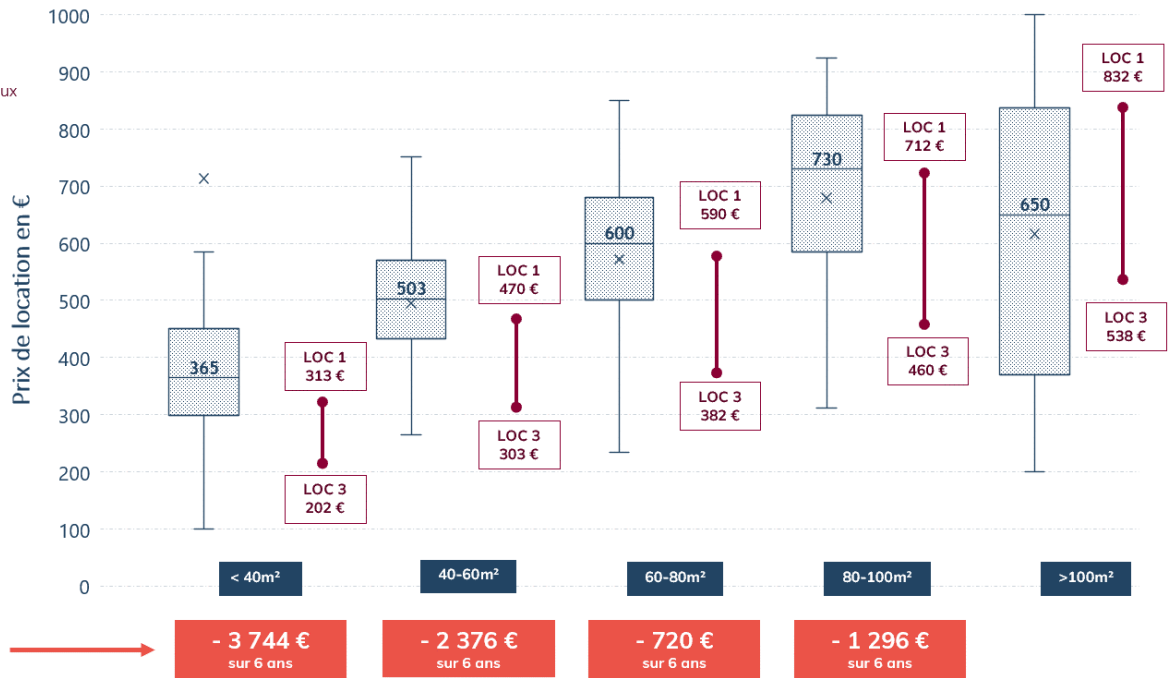 1000
900
800
700
600
500
400
300
200
100
0
ux
Prix de location en €
365
503
600
730
650
LOC 1
313 €
LOC 3
202 €
LOC 1
470 €
LOC 3
303 €
LOC 1
590 €
LOC 3
382 €
LOC 1
712 €
LOC 3
460 €
LOC 1
832 €
LOC 3
538 €
< 40m²
40-60m²
60-80m²
80-100m²
>100m²
- 3 744 €
sur 6 ans
- 2 376 €
sur 6 ans
- 720 €
sur 6 ans
- 1 296 €
sur 6 ans